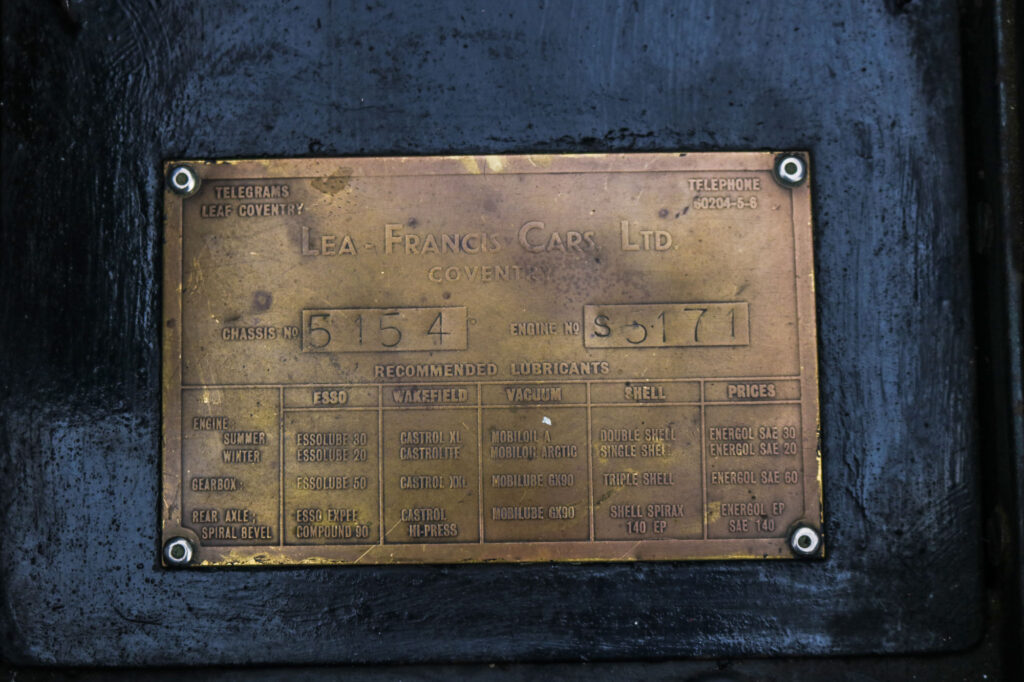 TELEGRAMS
LEAF COVENTRY
TELEPHONE
60204-5-6
LEA-FRANCIS CARS, LTD.
COVENTRY
CHASSIS NO 5154 ENGINE NO S 5171
RECOMMENDED LUBRICANTS
ESSO WAKEFIELD VACUUM SHELL PRICES
ENGINE:
SUMMER ESSOLUBE 30 CASTROL XL MOBILOIL A DOUBLE SHELL ENERGOL SAE 30
WINTER ESSOLUBE 20 CASTROLITE MOBILOIL ARCTIC SINGLE SHELL ENERGOL SAE 20
GEARBOX: ESSOLUBE 50 CASTROL XXL MOBILUBE GX90 TRIPLE SHELL ENERGOL SAE 60
REAR AXLE, ESSO EXPEE CASTROL MOBILUBE GX90 SHELL SPIRAX ENERGOL EP
SPIRAL BEVEL COMPOUND 90 HI-PRESS 140 EP SAE 140